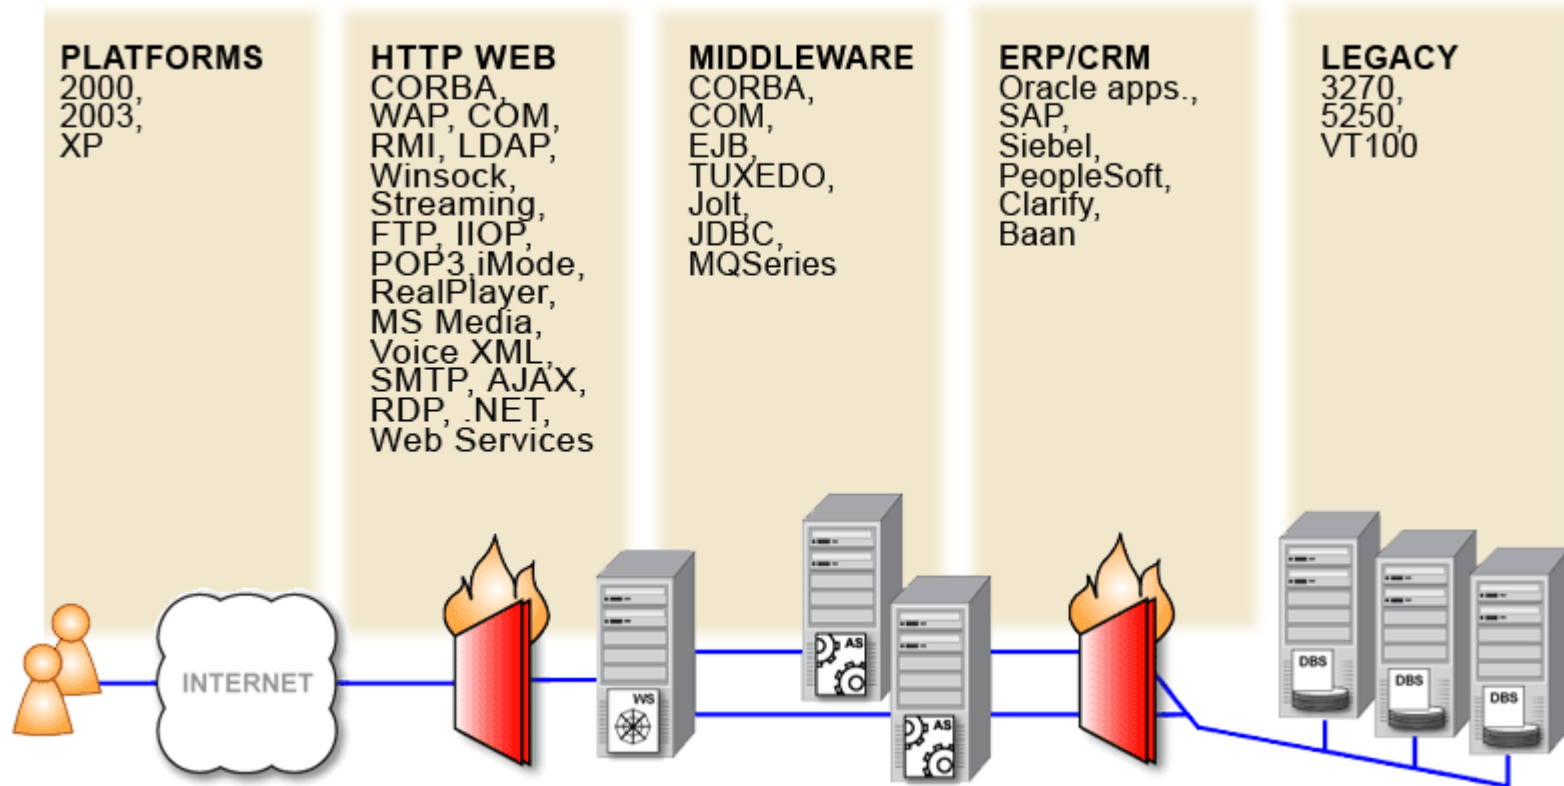 PLATFORMS
2000,
2003,
XP
HTTP WEB
CORBA,
WAP, COM,
RMI, LDAP,
Winsock,
Streaming,
FTP, IIOP,
POP3,iMode,
RealPlayer,
MS Media,
Voice XML,
SMTP, AJAX,
RDP, .NET,
Web Services
MIDDLEWARE
CORBA,
COM,
EJB,
TUXEDO,
Jolt,
JDBC,
MQSeries
ERP/CRM
Oracle apps.,
SAP,
Siebel,
PeopleSoft,
Clarify,
Baan
LEGACY
3270,
5250,
VT100
INTERNET
WS
AS
AS
DBS
DBS
DBS